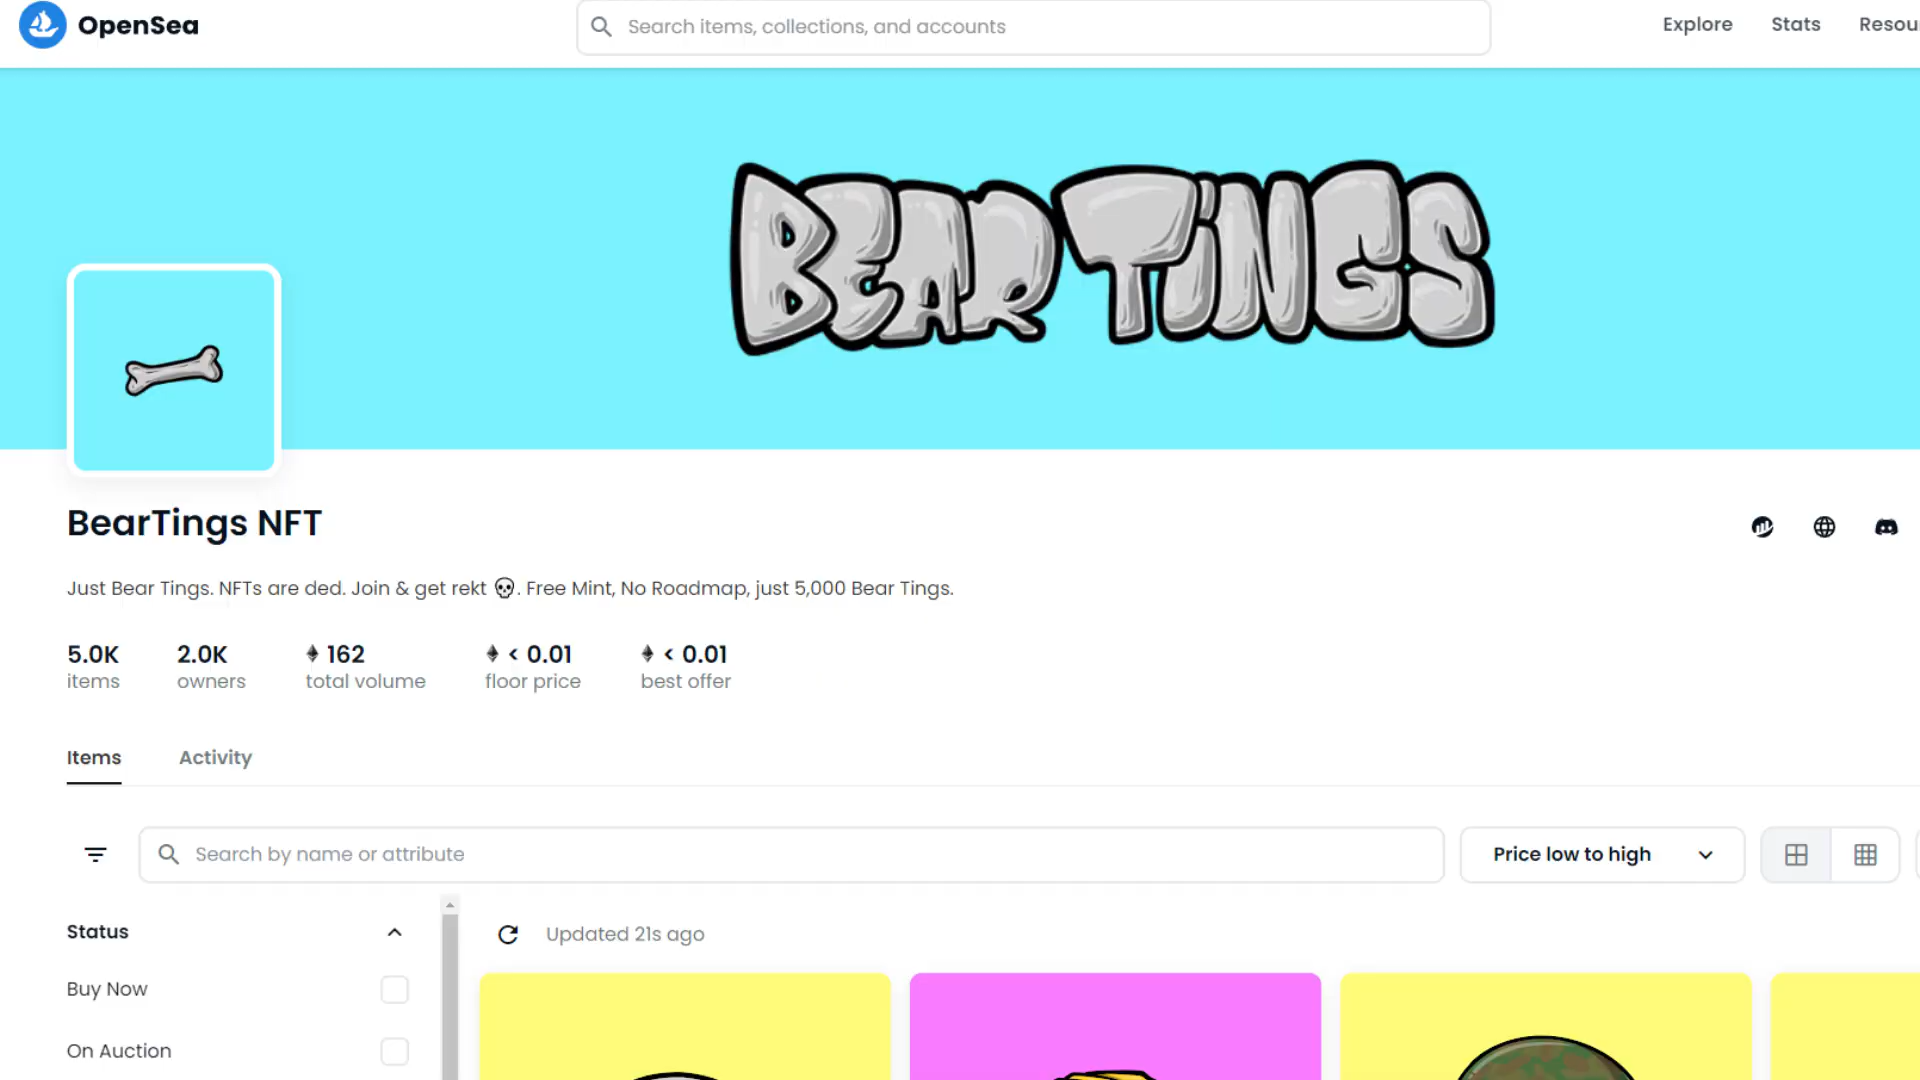 OpenSea
Search items, collections, and accounts
Explore Stats Resou
BEAR TiNGS
BearTings NFT
Just Bear Tings. NFTs are ded. Join & get rekt 💀. Free Mint, No Roadmap, just 5,000 Bear Tings.
5.0K 2.0K 162 < 0.01 < 0.01
items owners total volume floor price best offer
Items Activity
Search by name or attribute
Price low to high
Status
Updated 21s ago
Buy Now
On Auction